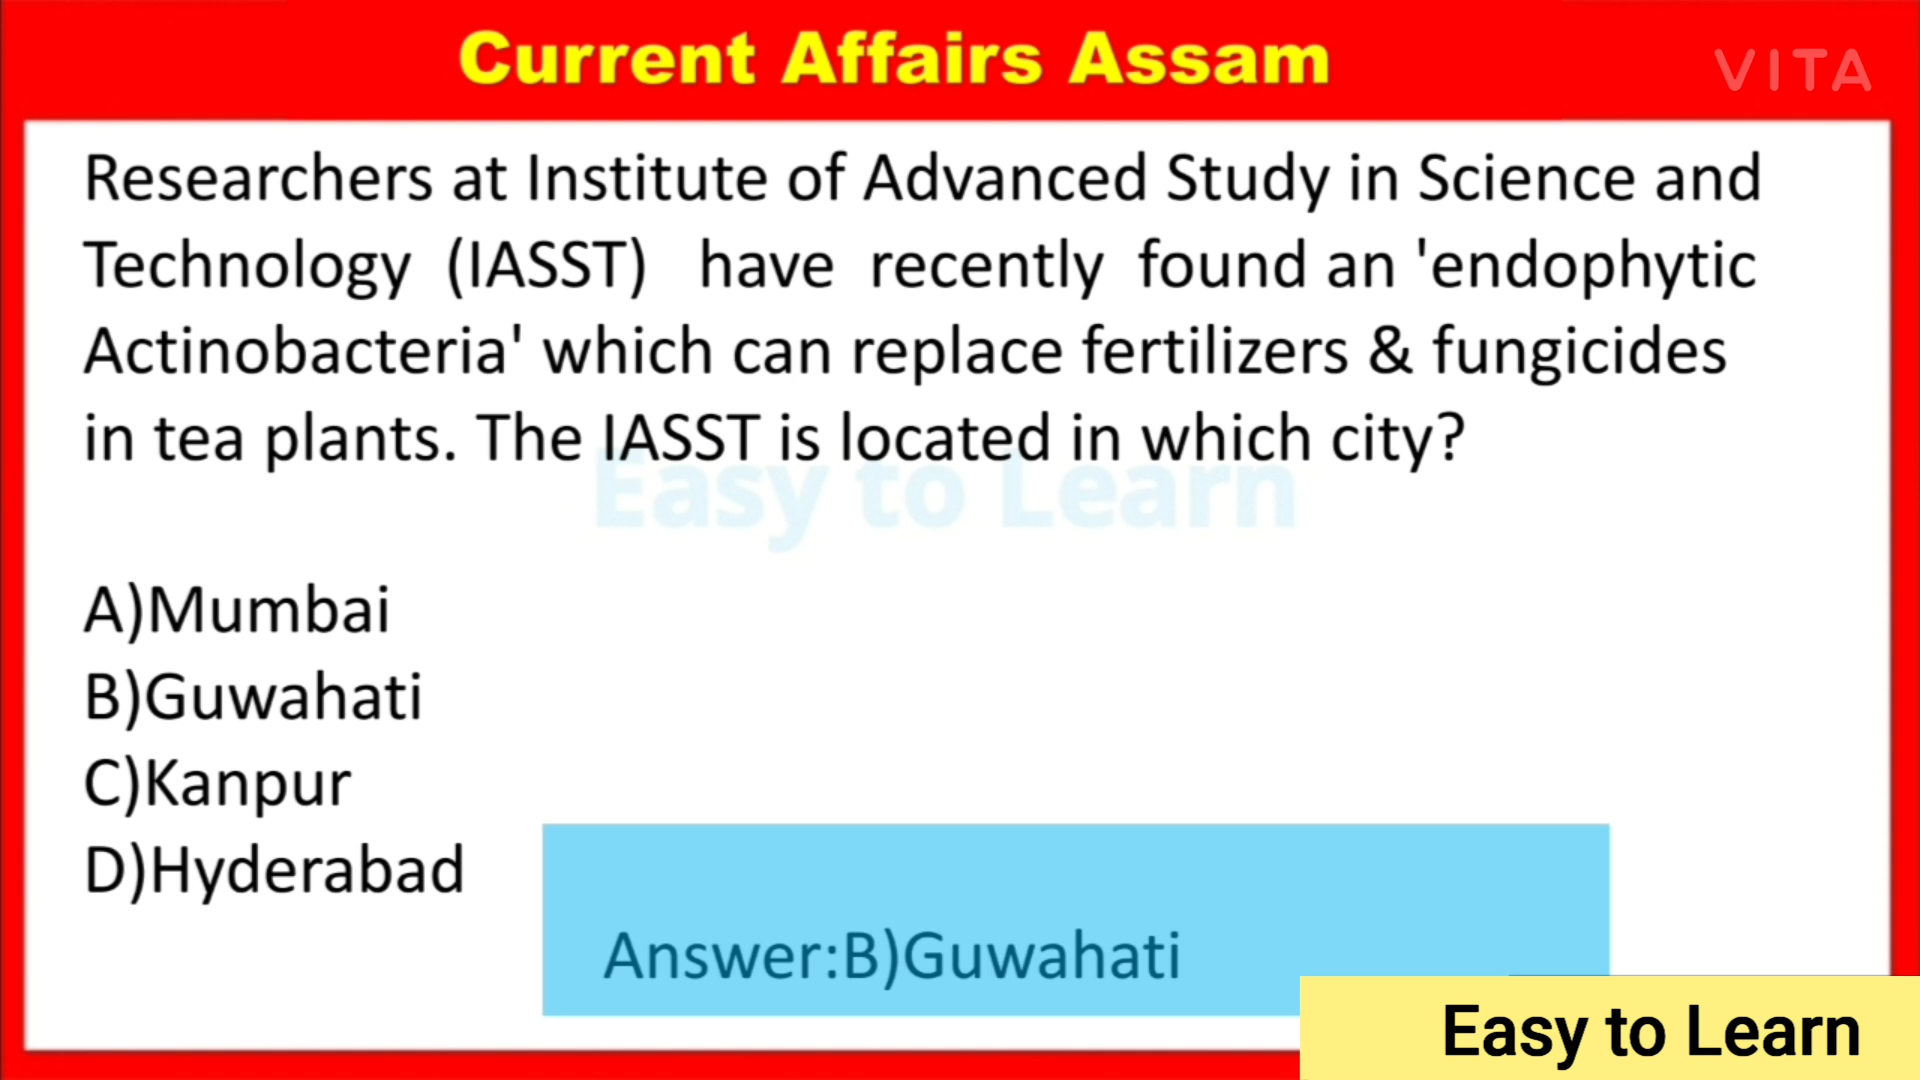 Current Affairs Assam
VITA
Researchers at Institute of Advanced Study in Science and
Technology (IASST) have recently found an 'endophytic
Actinobacteria' which can replace fertilizers & fungicides
in tea plants. The IASST is located in which city?
Easy to Learn
A)Mumbai
B)Guwahati
C)Kanpur
D)Hyderabad
Answer:B)Guwahati
Easy to Learn